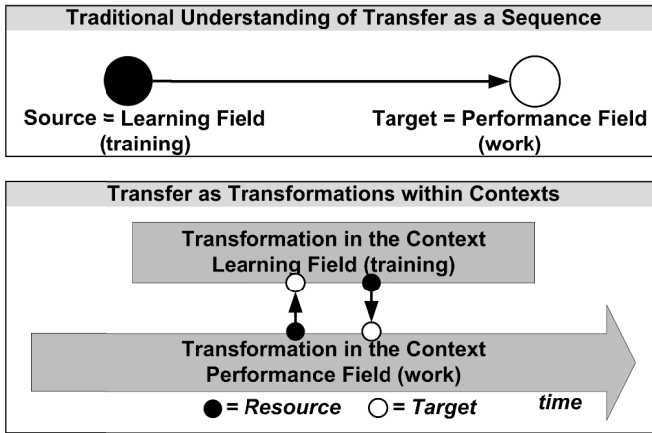 Traditional Understanding of Transfer as a Sequence
Source = Learning Field
(training)
Target = Performance Field
(work)
Transfer as Transformations within Contexts
Transformation in the Context
Learning Field (training)
Transformation in the Context
Performance Field (work)
= Resource = Target
time